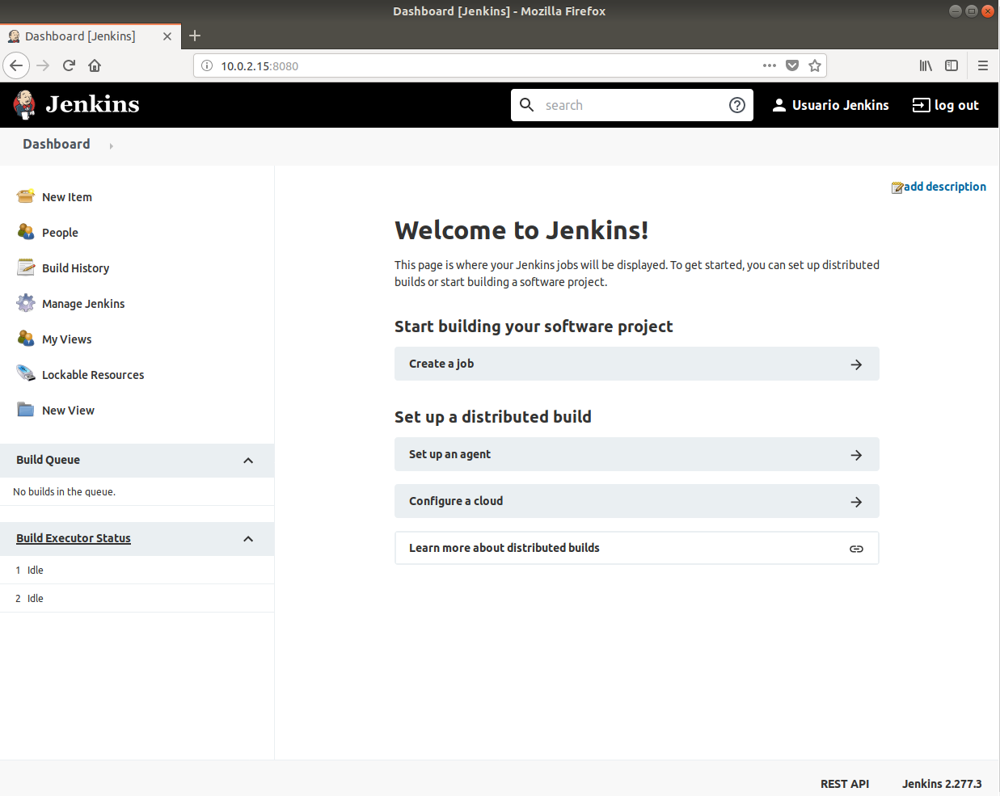 Dashboard [Jenkins] - Mozilla Firefox
Dashboard [Jenkins]
10.0.2.15:8080
Jenkins
search
Usuario Jenkins
log out
Dashboard
New Item
People
Build History
Manage Jenkins
My Views
Lockable Resources
New View
Build Queue
No builds in the queue.
Build Executor Status
1 Idle
2 Idle
add description
Welcome to Jenkins!
This page is where your Jenkins jobs will be displayed. To get started, you can set up distributed
builds or start building a software project.
Start building your software project
Create a job
Set up a distributed build
Set up an agent
Configure a cloud
Learn more about distributed builds
REST API
Jenkins 2.277.3